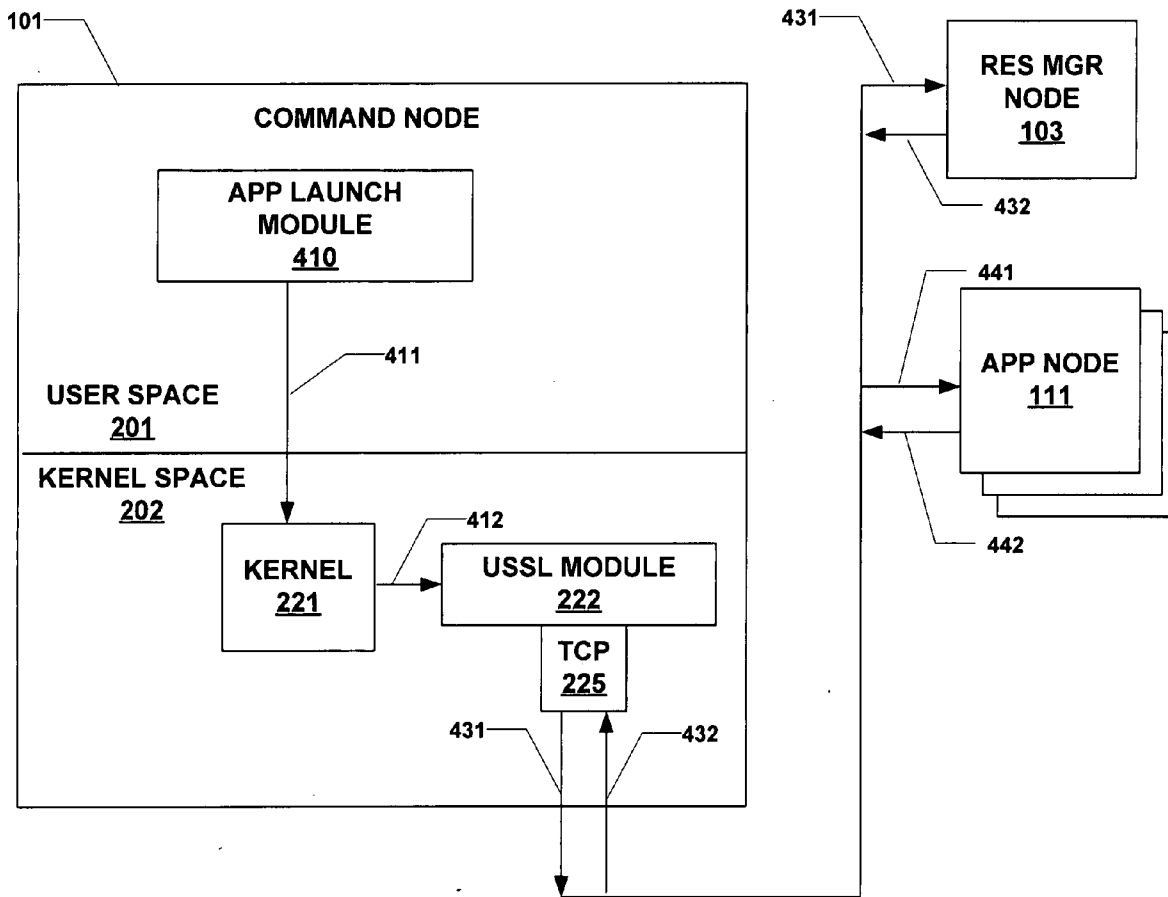 101
COMMAND NODE
APP LAUNCH
MODULE
410
411
USER SPACE
201
KERNEL SPACE
202
KERNEL
221
412
USSL MODULE
222
TCP
225
431
432
431
RES MGR
NODE
103
432
441
APP NODE
111
442